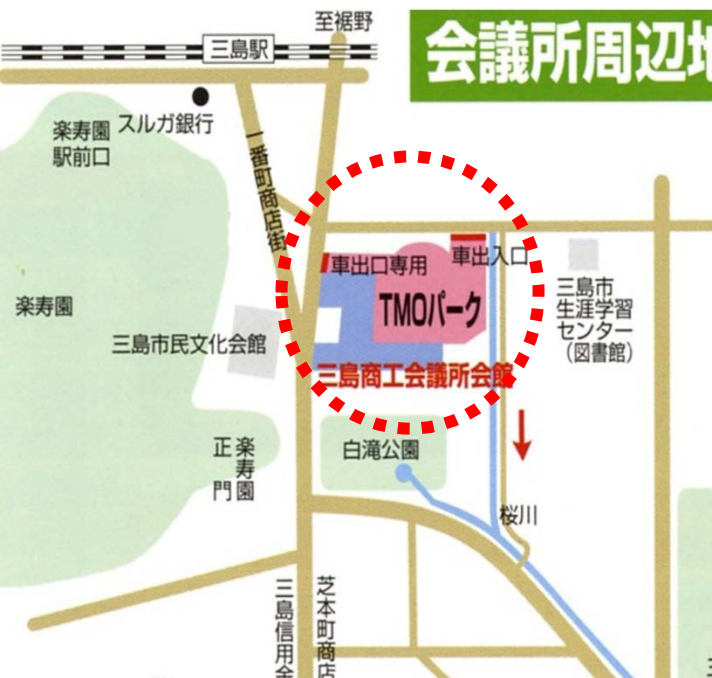 至裾野
会議所周辺地
三島駅
スルガ銀行
楽寿園
駅前口
一番町商店街
車出口専用
車出入口
三島市
生涯学習
センター
(図書館)
楽寿園
TMOパーク
三島市民文化会館
三島商工会議所会館
白滝公園
楽寿園
正門
桜川
三島信用金
芝本町商店